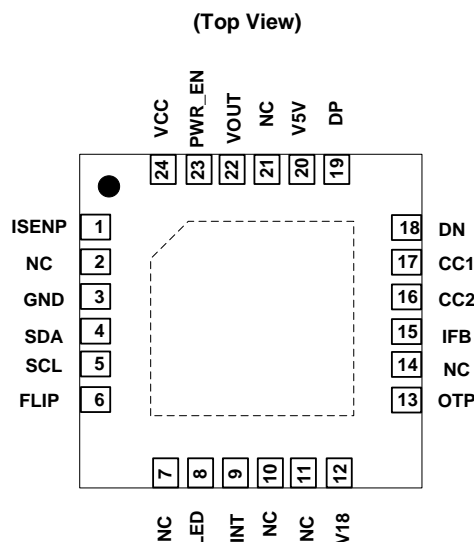 (Top View)
VCC PWR_EN VOUT NC V5V DP
24 23 22 21 20 19
ISENP 1 18 DN
NC 2 17 CC1
GND 3 16 CC2
SDA 4 15 IFB
SCL 5 14 NC
FLIP 6 13 OTP
7 8 9 10 11 12
NC LED INT NC NC V18